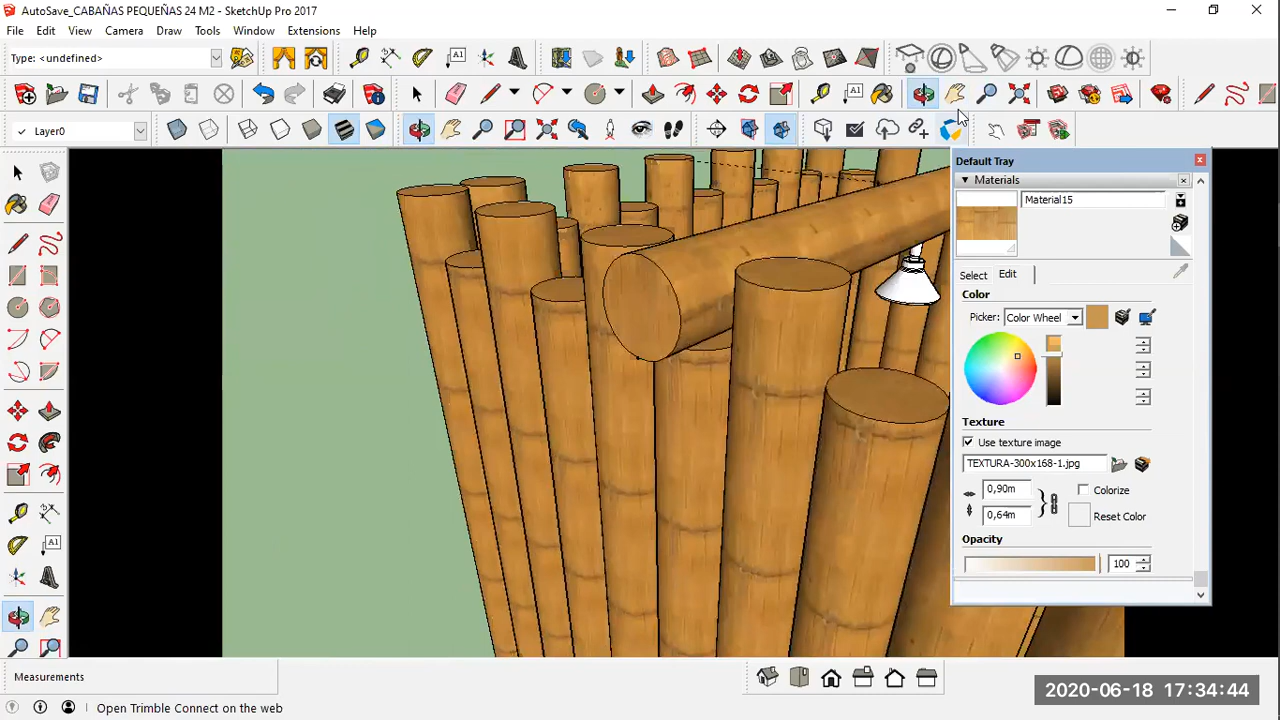 AutoSave_CABAÑAS PEQUEÑAS 24 M2 - SketchUp Pro 2017
File Edit View Camera Draw Tools Window Extensions Help
Type: <undefined>
A1
A1
Layer0
Default Tray
Materials
Material15
Select Edit
Color
Picker: Color Wheel
Texture
Use texture image
TEXTURA-300x168-1.jpg
0,90m
Colorize
0,64m
Reset Color
A1
Opacity
100
Measurements
2020-06-18 17:34:44
Open Trimble Connect on the web